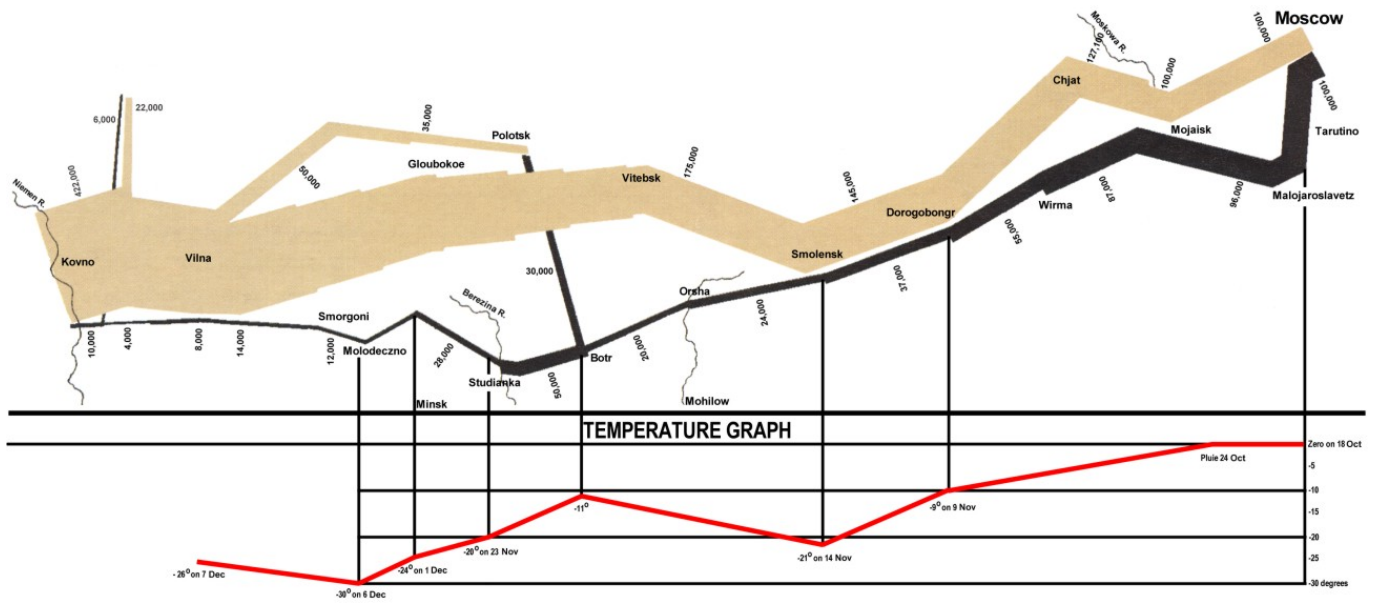 Moscow
100,000
Moskowa R.
127,100
100,000
Chjat
100,000
Mojaisk
Tarutino
22,000
6,000
35,000
Polotsk
Gloubokoe
50,000
175,000
Vitebsk
145,000
422,000
Niemen R.
Dorogobongr
87,000
96,000
Malojaroslavetz
Wirma
55,000
Kovno
Vilna
Smolensk
30,000
37,000
Orsha
24,000
Berezina R.
Smorgoni
10,000
4,000
8,000
14,000
12,000
Molodeczno
28,000
Botr
20,000
Studianka
50,000
Minsk
Mohilow
TEMPERATURE GRAPH
Zero on 18 Oct
Pluie 24 Oct
-5
-10
-9° on 9 Nov
-11°
-15
-20
-20° on 23 Nov
-21° on 14 Nov
-25
-24° on 1 Dec
-26° on 7 Dec
-30 degrees
-30° on 6 Dec